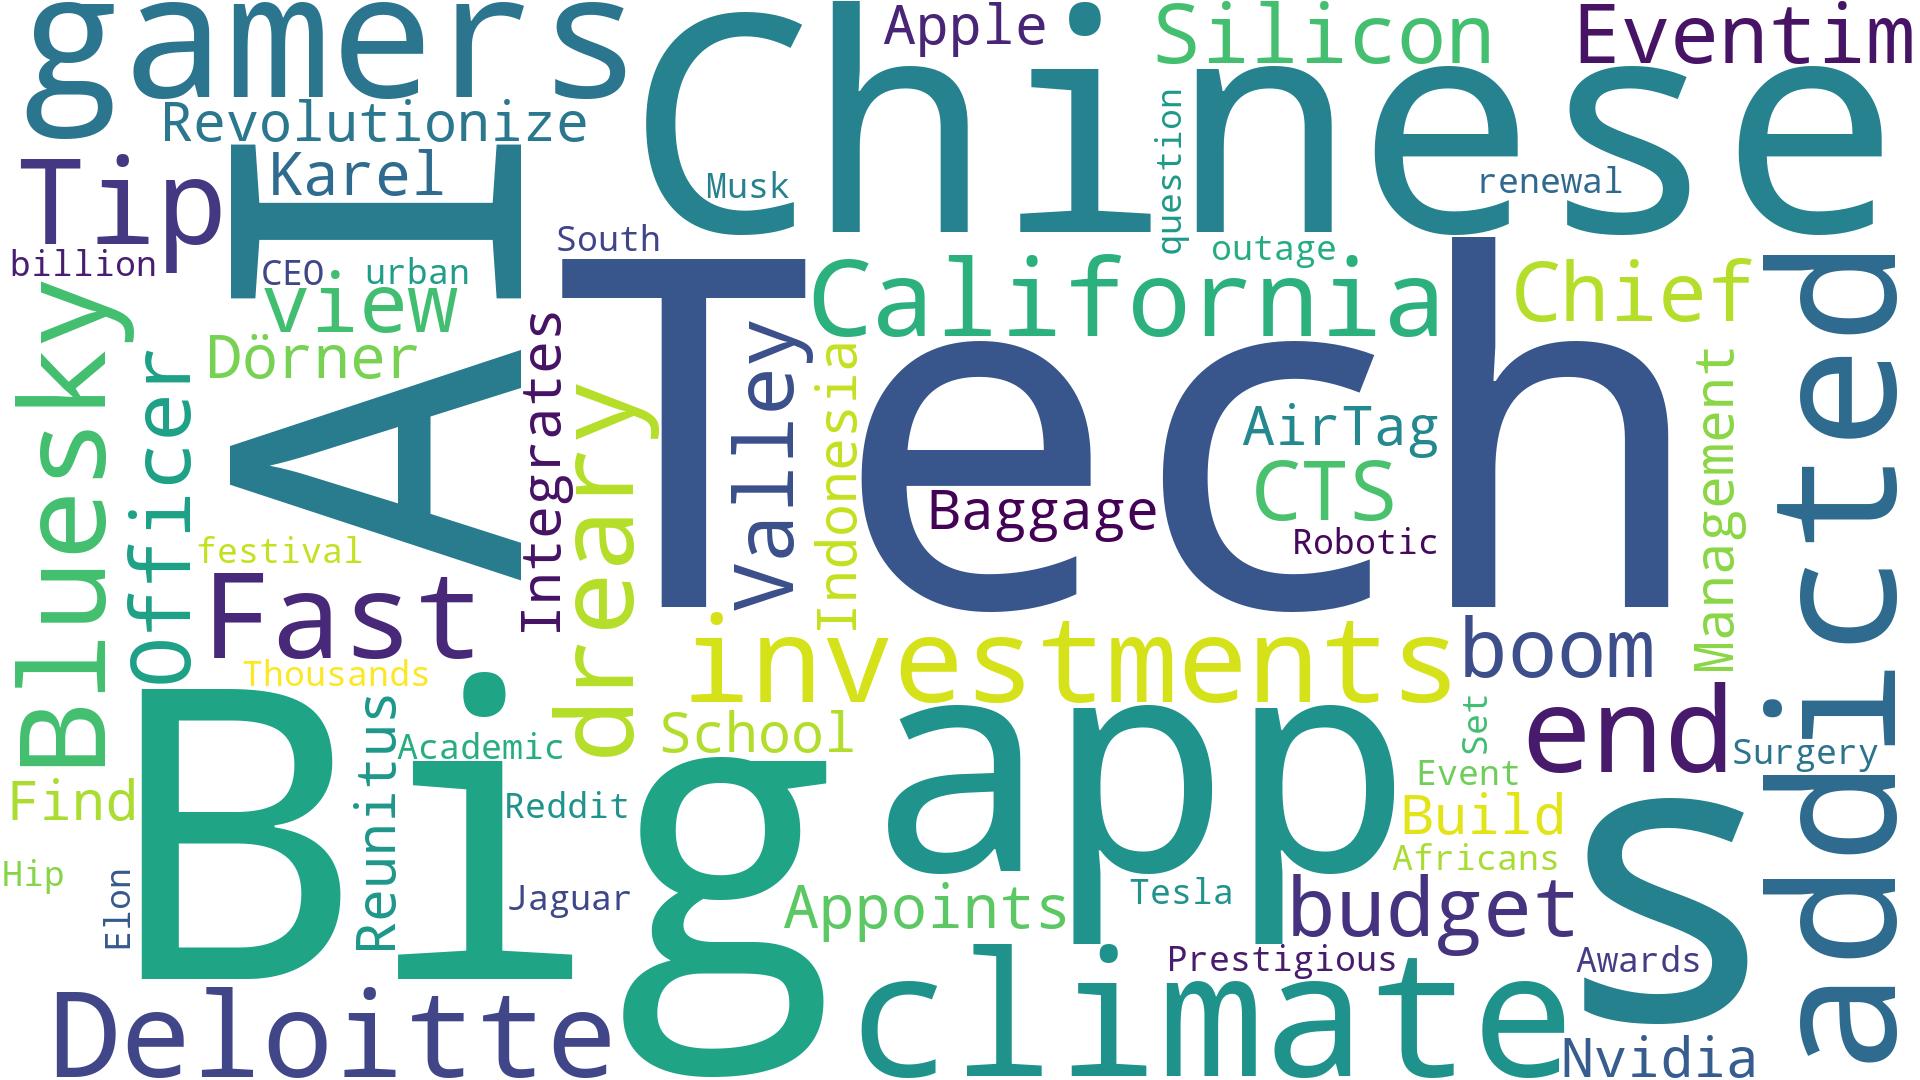 gamers
Chinese
Apple
Silicon
Eventim
Revolutionize
Tip
Karel
AI
Musk
question
renewal
South
outage
billion
CEO
urban
view
Tech
California
Chief
addicted
Bluesky
Officer
Dörner
Integrates
dreary
Valley
Indonesia
AirTag
CTS
Management
Baggage
Robotic
festival
Fast
Thousands
investments
boom
Big
Reunitus
Academic
School
app
Set
end
Surgery
Event
Find
Reddit
Build
s
Africans
Hip
Elon
Jaguar
Appoints
Tesla
budget
Prestigious
Awards
Deloitte
climate
Nvidia